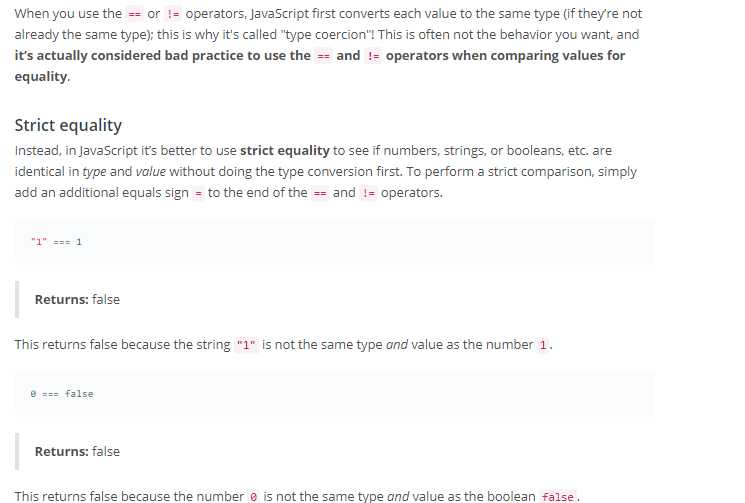 When you use the == or != operators, JavaScript first converts each value to the same type (if they're not
already the same type); this is why it's called "type coercion"! This is often not the behavior you want, and
it's actually considered bad practice to use the == and != operators when comparing values for
equality.
Strict equality
Instead, in JavaScript it's better to use strict equality to see if numbers, strings, or booleans, etc. are
identical in type and value without doing the type conversion first. To perform a strict comparison, simply
add an additional equals sign = to the end of the == and != operators.
"1" === 1
Returns: false
This returns false because the string "1" is not the same type and value as the number 1.
0 === false
Returns: false
This returns false because the number 0 is not the same type and value as the boolean false.